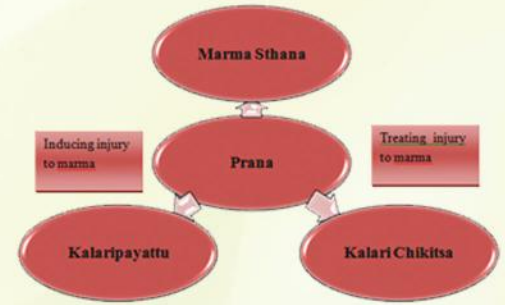 Marma Sthana
Inducing injury
to marma
Prana
Treating injury
to marma
Kalaripayattu
Kalari Chikitsa